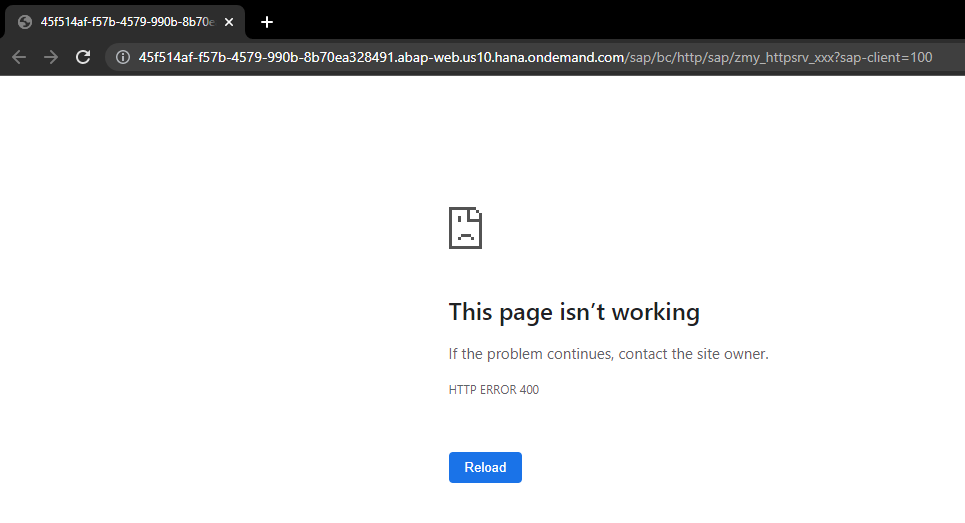 45f514af-f57b-4579-990b-8b70e
45f514af-f57b-4579-990b-8b70ea328491.abap-web.us10.hana.ondemand.com/sap/bc/http/sap/zmy_httpsrv_xxx?sap-client=100
This page isn’t working
If the problem continues, contact the site owner.
HTTP ERROR 400
Reload